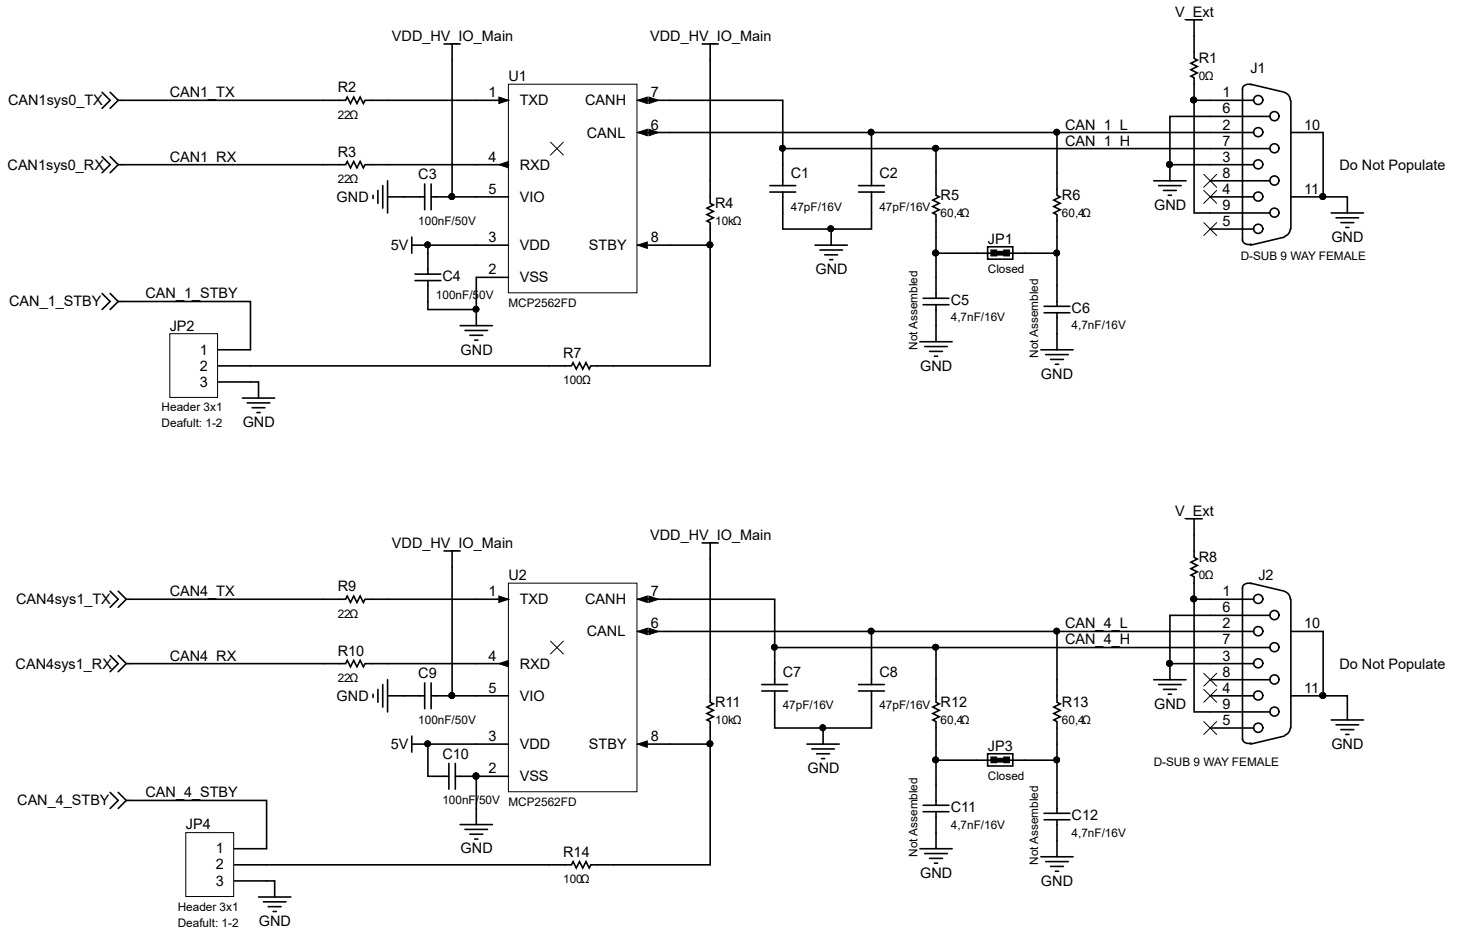 V_Ext
VDD_HV_IO_Main
VDD_HV_IO_Main
R1
0Ω
J1
U1
CAN1sys0_TX
CAN1_TX
R2
22Ω
1
TXD
CANH
7
CANL
6
CAN_1_L
CAN_1_H
1
6
2
7
3
8
4
9
5
10
11
Do Not Populate
GND
GND
D-SUB 9 WAY FEMALE
CAN1sys0_RX
CAN1_RX
R3
22Ω
4
RXD
GND
C3
100nF/50V
5
VIO
C1
47pF/16V
C2
47pF/16V
GND
R5
60,4Ω
R6
60,4Ω
R4
10kΩ
5V
3
VDD
STBY
8
C4
100nF/50V
2
VSS
MCP2562FD
GND
JP1
Closed
Not Assembled
C5
4,7nF/16V
GND
Not Assembled
C6
4,7nF/16V
GND
CAN_1_STBY
CAN_1_STBY
JP2
1
2
3
R7
100Ω
Header 3x1
Deafult: 1-2
GND
V_Ext
VDD_HV_IO_Main
VDD_HV_IO_Main
R8
0Ω
J2
U2
CAN4sys1_TX
CAN4_TX
R9
22Ω
1
TXD
CANH
7
CANL
6
CAN_4_L
CAN_4_H
1
6
2
7
3
8
4
9
5
10
11
Do Not Populate
GND
GND
D-SUB 9 WAY FEMALE
CAN4sys1_RX
CAN4_RX
R10
22Ω
4
RXD
GND
C9
100nF/50V
5
VIO
C7
47pF/16V
C8
47pF/16V
GND
R12
60,4Ω
R13
60,4Ω
R11
10kΩ
5V
3
VDD
STBY
8
C10
100nF/50V
2
VSS
MCP2562FD
GND
JP3
Closed
Not Assembled
C11
4,7nF/16V
GND
Not Assembled
C12
4,7nF/16V
GND
CAN_4_STBY
CAN_4_STBY
JP4
1
2
3
R14
100Ω
Header 3x1
Deafult: 1-2
GND